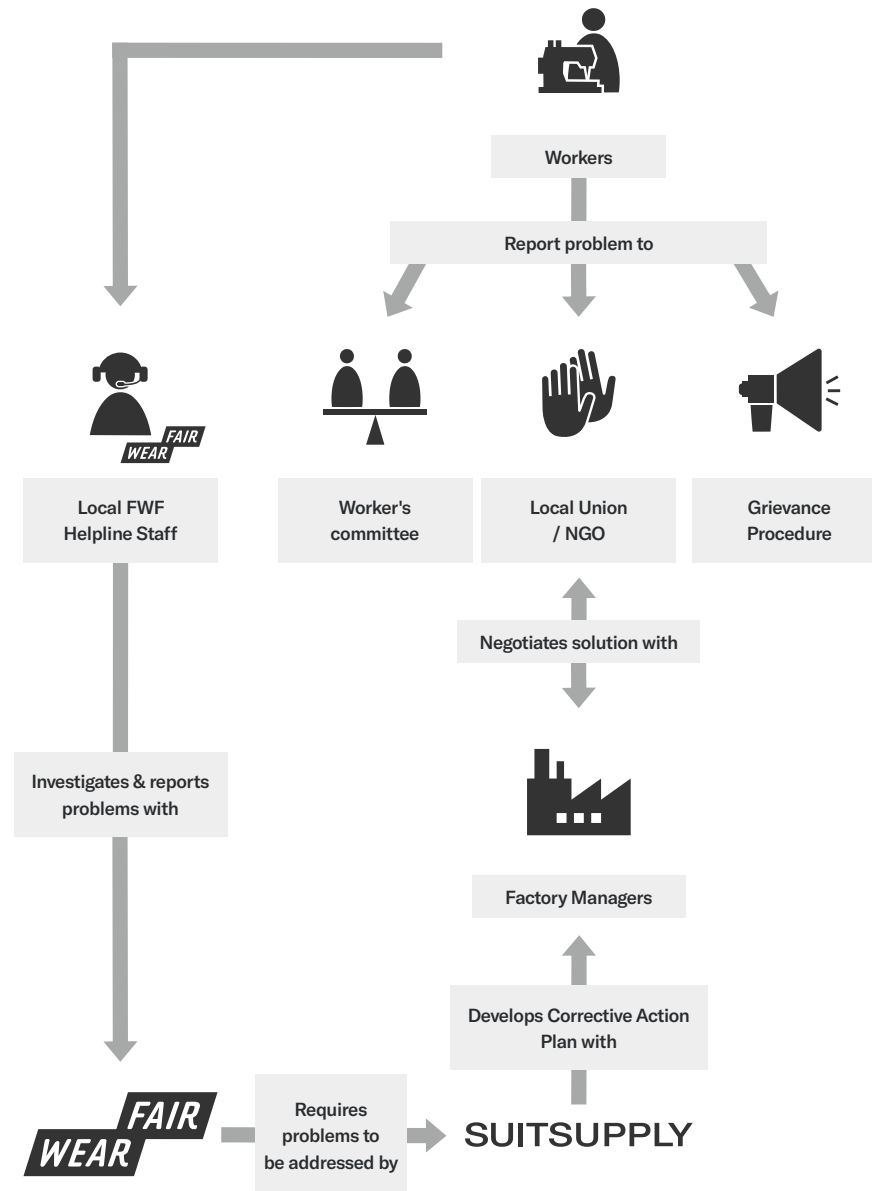 Workers
Report problem to
FAIR
WEAR
Local FWF
Helpline Staff
Worker's
committee
Local Union
/ NGO
Grievance
Procedure
Negotiates solution with
Investigates & reports
problems with
Factory Managers
Develops Corrective Action
Plan with
FAIR
WEAR
Requires
problems to
be addressed by
SUITSUPPLY